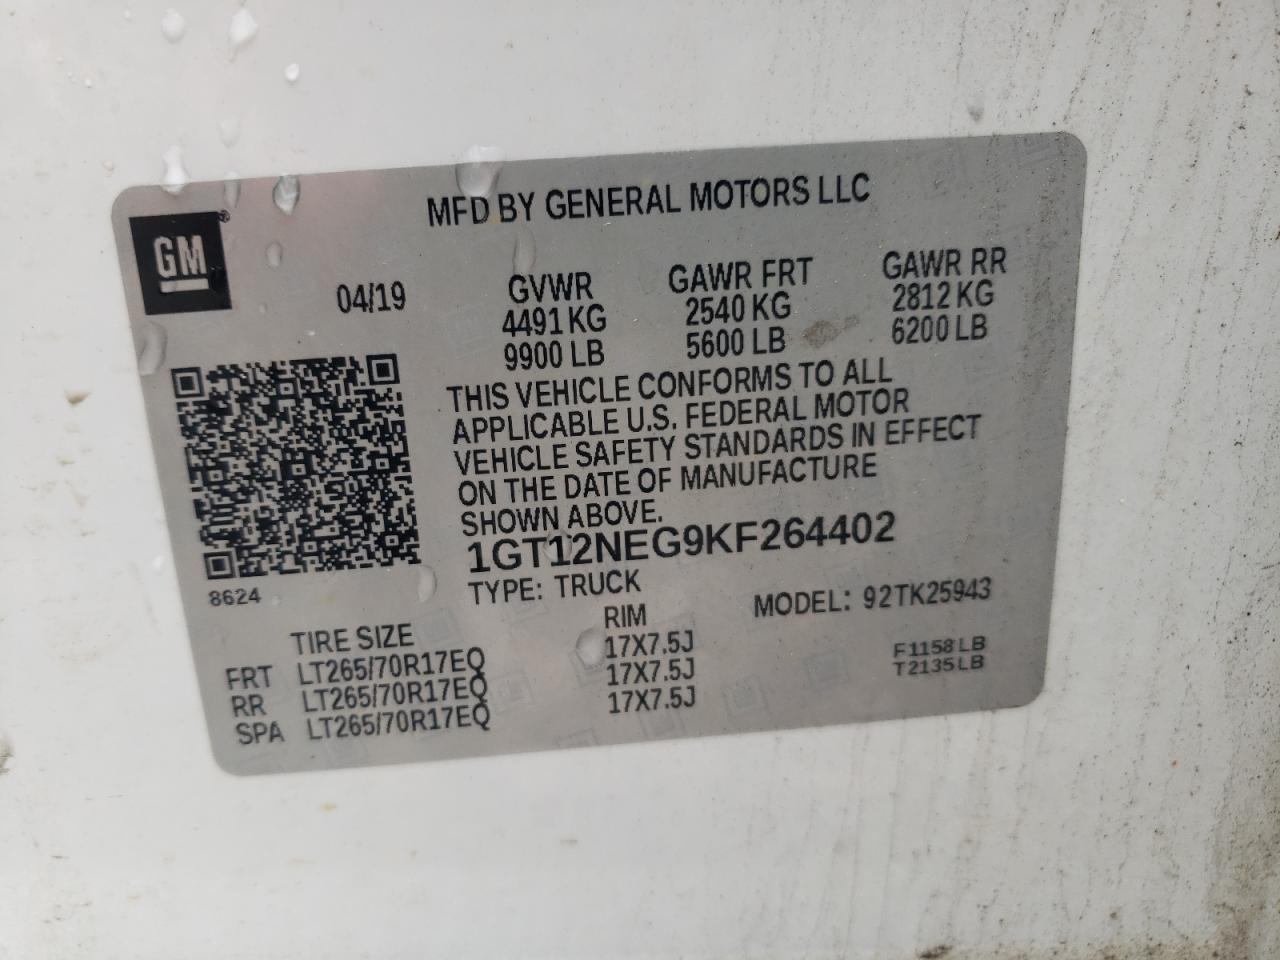 MFD BY GENERAL MOTORS LLC
GM®
04/19
GVWR GAWR FRT GAWR RR
4491 KG 2540 KG 2812 KG
9900 LB 5600 LB 6200 LB
THIS VEHICLE CONFORMS TO ALL
APPLICABLE U.S. FEDERAL MOTOR
VEHICLE SAFETY STANDARDS IN EFFECT
ON THE DATE OF MANUFACTURE
SHOWN ABOVE.
1GT12NEG9KF264402
8624
TYPE: TRUCK MODEL: 92TK25943
TIRE SIZE RIM
FRT LT265/70R17EQ 17X7.5J
RR LT265/70R17EQ 17X7.5J
SPA LT265/70R17EQ 17X7.5J
F1158LB
T2135LB